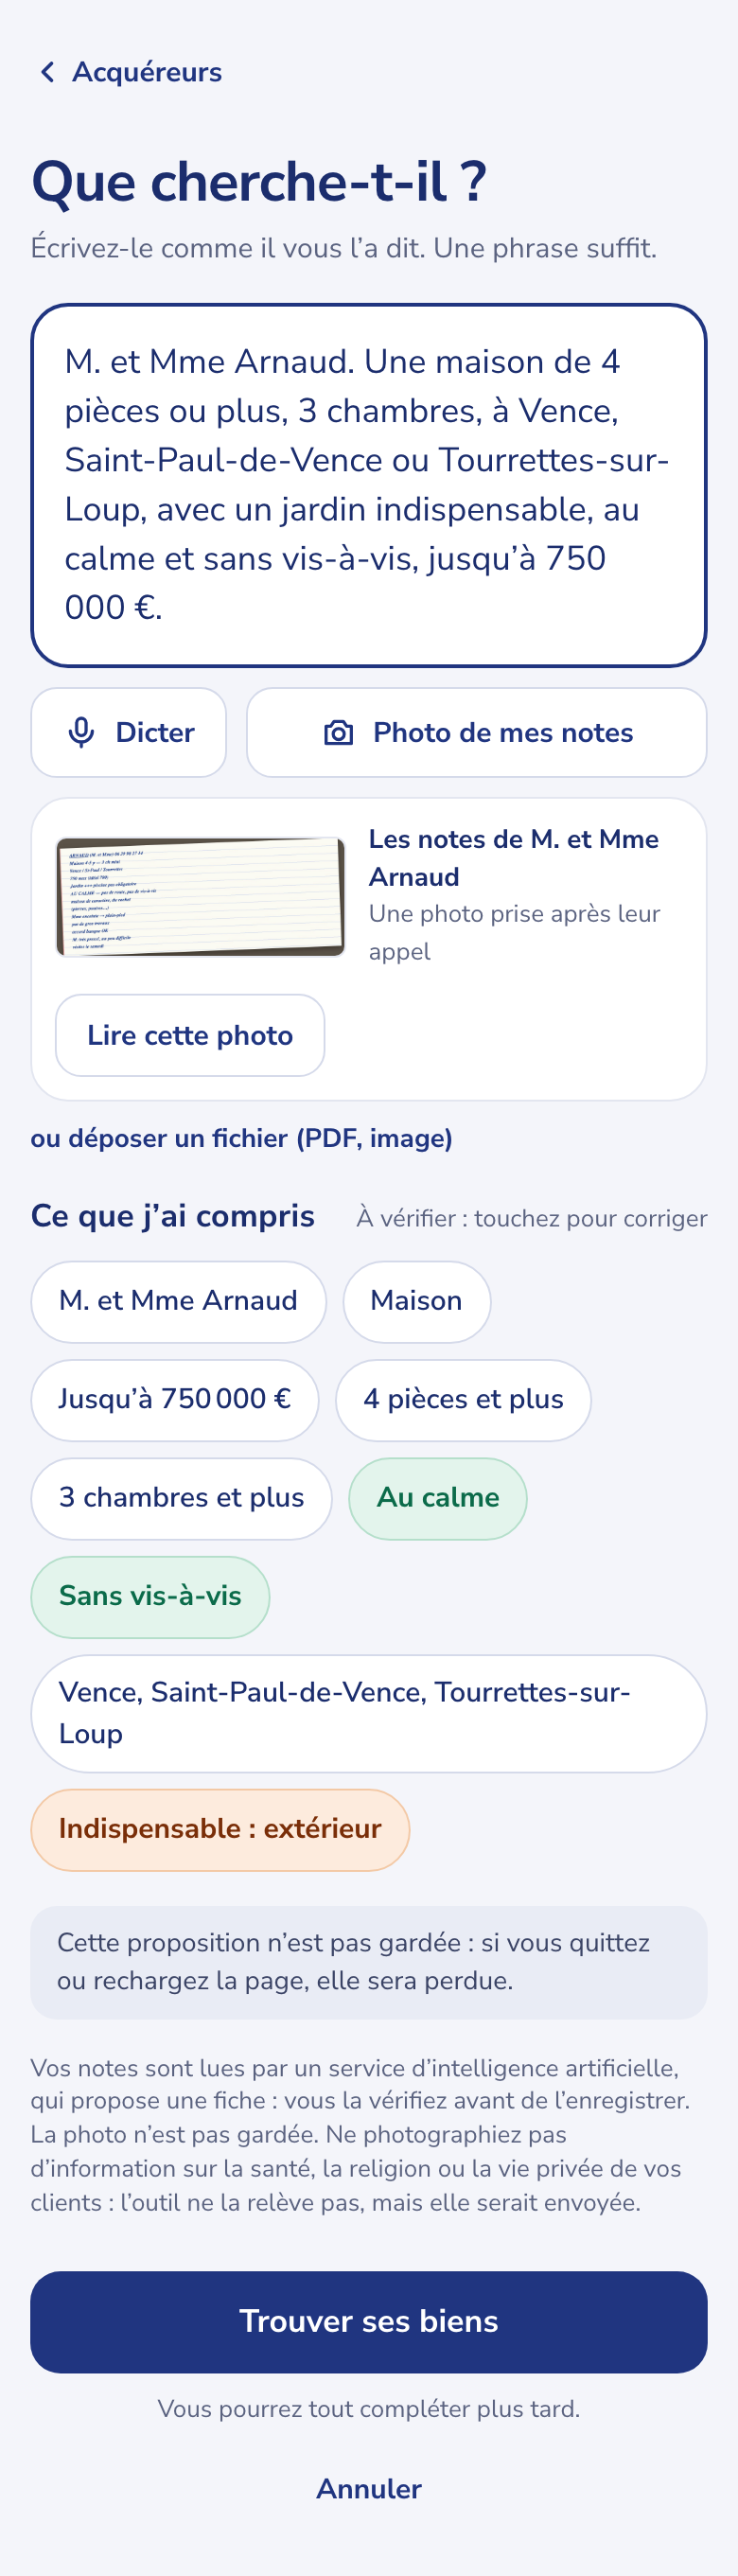 Acquéreurs
Que cherche-t-il ?
Écrivez-le comme il vous l’a dit. Une phrase suffit.
M. et Mme Arnaud. Une maison de 4
pièces ou plus, 3 chambres, à Vence,
Saint-Paul-de-Vence ou Tourrettes-sur-
Loup, avec un jardin indispensable, au
calme et sans vis-à-vis, jusqu’à 750
000 €.
Dicter
Photo de mes notes
Les notes de M. et Mme
Arnaud
Une photo prise après leur
appel
Lire cette photo
ou déposer un fichier (PDF, image)
Ce que j’ai compris
À vérifier : touchez pour corriger
M. et Mme Arnaud
Maison
Jusqu’à 750 000 €
4 pièces et plus
3 chambres et plus
Au calme
Sans vis-à-vis
Vence, Saint-Paul-de-Vence, Tourrettes-sur-
Loup
Indispensable : extérieur
Cette proposition n’est pas gardée : si vous quittez
ou rechargez la page, elle sera perdue.
Vos notes sont lues par un service d’intelligence artificielle,
qui propose une fiche : vous la vérifiez avant de l’enregistrer.
La photo n’est pas gardée. Ne photographiez pas
d’information sur la santé, la religion ou la vie privée de vos
clients : l’outil ne la relève pas, mais elle serait envoyée.
Trouver ses biens
Vous pourrez tout compléter plus tard.
Annuler